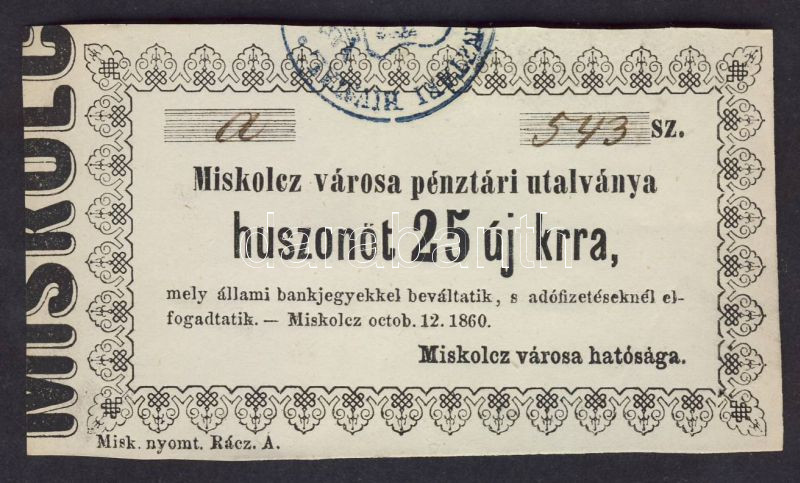 MISKOLC
a 543 sz.
Miskolcz városa pénztári utalványa
huszonöt 25 új krra,
mely állami bankjegyekkel beváltatik, s adófizetéseknél el-
fogadtatik. — Miskolcz octob. 12. 1860.
Miskolcz városa hatósága.
Misk. nyomt. Rácz. A.
darabanth